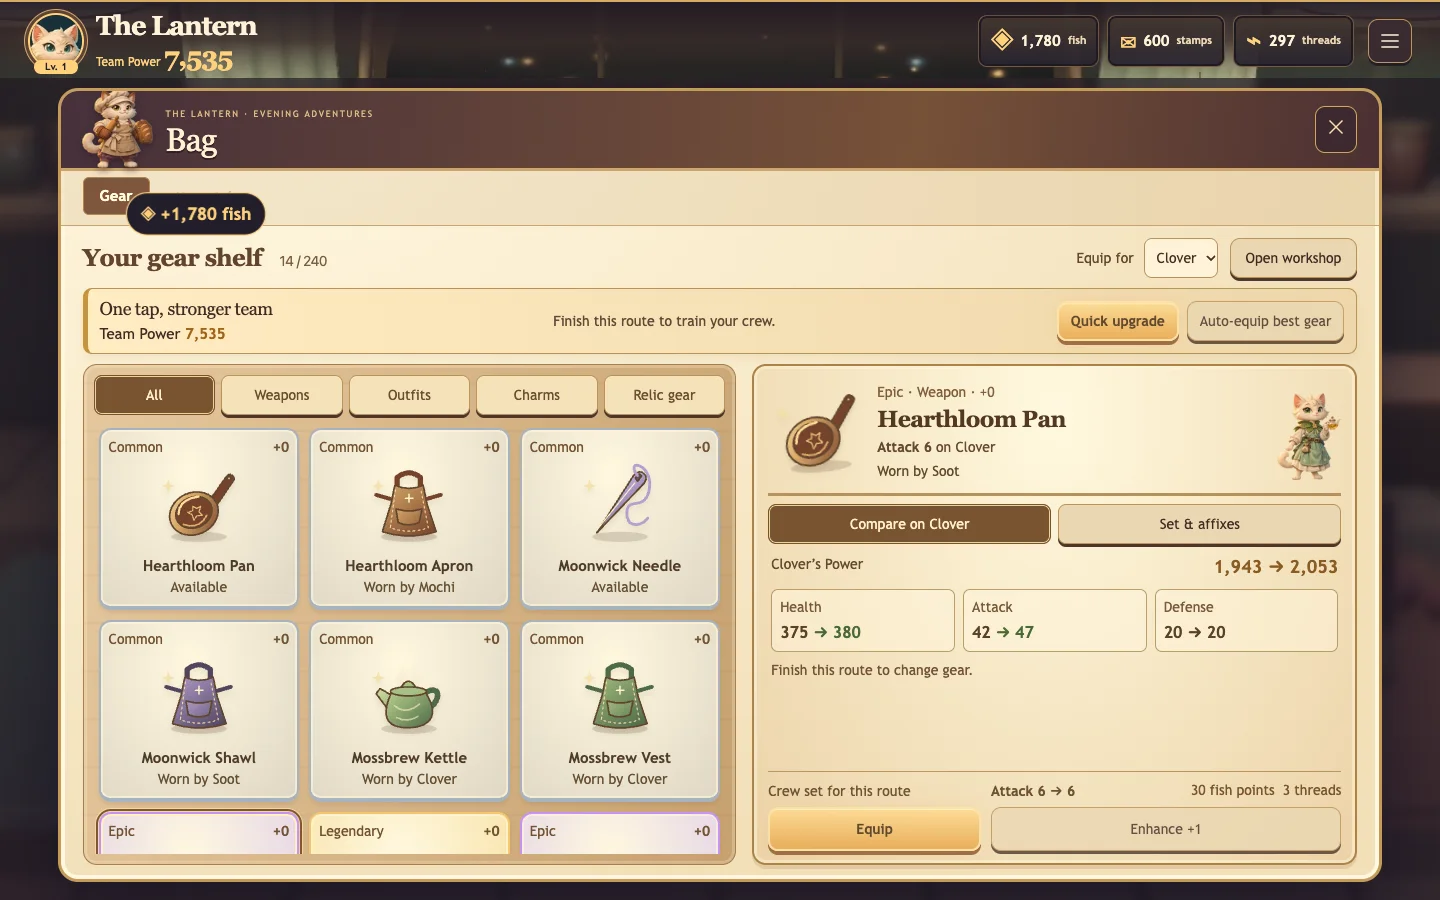 The Lantern
Team Power 7,535
Lv. 1
1,780 fish
600 stamps
297 threads
THE LANTERN · EVENING ADVENTURES
Bag
Gear
+1,780 fish
Your gear shelf 14 / 240
Equip for Clover Open workshop
One tap, stronger team
Team Power 7,535
Finish this route to train your crew.
Quick upgrade Auto-equip best gear
All Weapons Outfits Charms Relic gear
Common +0
Hearthloom Pan
Available
Common +0
Hearthloom Apron
Worn by Mochi
Common +0
Moonwick Needle
Available
Common +0
Moonwick Shawl
Worn by Soot
Common +0
Mossbrew Kettle
Worn by Clover
Common +0
Mossbrew Vest
Worn by Clover
Epic +0
Legendary +0
Epic +0
Epic · Weapon · +0
Hearthloom Pan
Attack 6 on Clover
Worn by Soot
Compare on Clover Set & affixes
Clover's Power 1,943 → 2,053
Health
375 → 380
Attack
42 → 47
Defense
20 → 20
Finish this route to change gear.
Crew set for this route Attack 6 → 6 30 fish points 3 threads
Equip Enhance +1